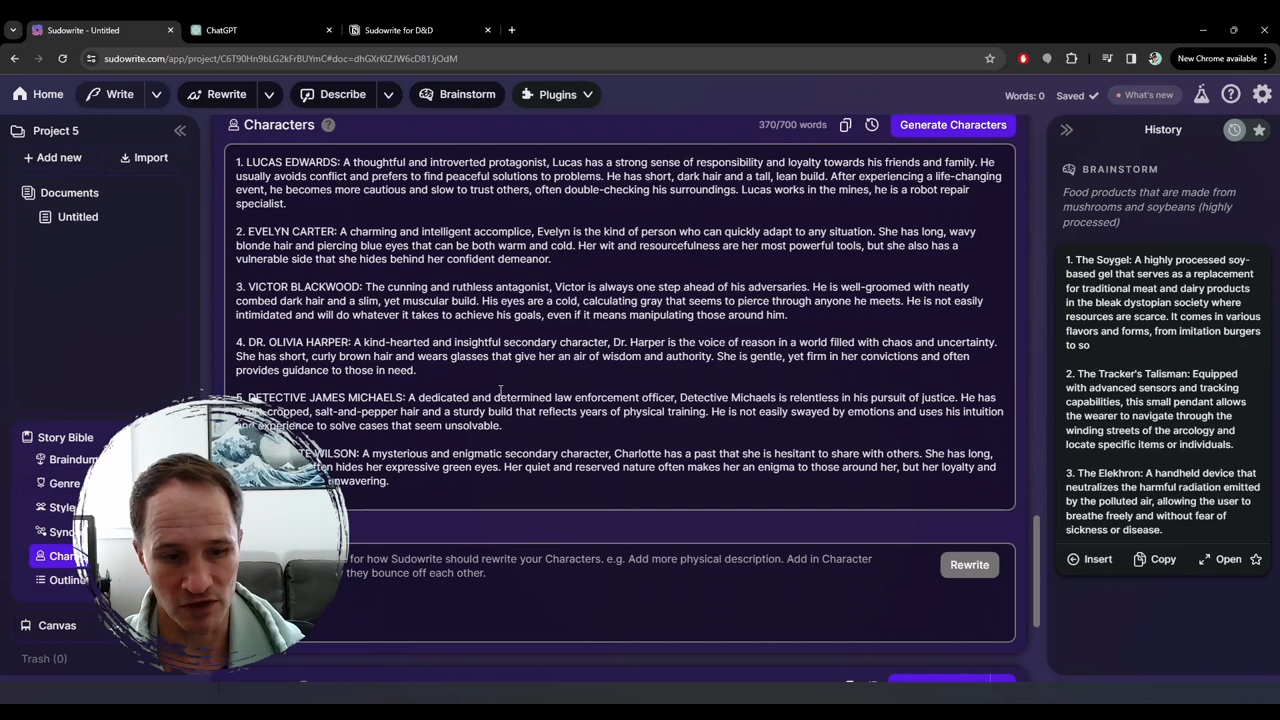 Sudowrite - Untitled
ChatGPT
Sudowrite for D&D
sudowrite.com/app/project/C6T90Hn9bLG2kFrBUYmC#doc=dhGXrKIZJW6cD81JjOdM
New Chrome available
Home
Write
Rewrite
Describe
Brainstorm
Plugins
Words: 0
Saved
What's new
Project 5
Add new
Import
Documents
Untitled
Story Bible
Genre
Style
Canvas
Trash (0)
Characters
370/700 words
Generate Characters
1. LUCAS EDWARDS: A thoughtful and introverted protagonist, Lucas has a strong sense of responsibility and loyalty towards his friends and family. He
usually avoids conflict and prefers to find peaceful solutions to problems. He has short, dark hair and a tall, lean build. After experiencing a life-changing
event, he becomes more cautious and slow to trust others, often double-checking his surroundings. Lucas works in the mines, he is a robot repair
specialist.
2. EVELYN CARTER: A charming and intelligent accomplice, Evelyn is the kind of person who can quickly adapt to any situation. She has long, wavy
blonde hair and piercing blue eyes that can be both warm and cold. Her wit and resourcefulness are her most powerful tools, but she also has a
vulnerable side that she hides behind her confident demeanor.
3. VICTOR BLACKWOOD: The cunning and ruthless antagonist, Victor is always one step ahead of his adversaries. He is well-groomed with neatly
combed dark hair and a slim, yet muscular build. His eyes are a cold, calculating gray that seems to pierce through anyone he meets. He is not easily
intimidated and will do whatever it takes to achieve his goals, even if it means manipulating those around him.
4. DR. OLIVIA HARPER: A kind-hearted and insightful secondary character, Dr. Harper is the voice of reason in a world filled with chaos and uncertainty.
She has short, curly brown hair and wears glasses that give her an air of wisdom and authority. She is gentle, yet firm in her convictions and often
provides guidance to those in need.
5. DETECTIVE JAMES MICHAELS: A dedicated and determined law enforcement officer, Detective Michaels is relentless in his pursuit of justice. He has
cropped, salt-and-pepper hair and a sturdy build that reflects years of physical training. He is not easily swayed by emotions and uses his intuition
and experience to solve cases that seem unsolvable.
WILSON: A mysterious and enigmatic secondary character, Charlotte has a past that she is hesitant to share with others. She has long,
often hides her expressive green eyes. Her quiet and reserved nature often makes her an enigma to those around her, but her loyalty and
unwavering.
for how Sudowrite should rewrite your Characters. e.g. Add more physical description. Add in Character
they bounce off each other.
Rewrite
History
BRAINSTORM
Food products that are made from
mushrooms and soybeans (highly
processed)
1. The Soygel: A highly processed soy-
based gel that serves as a replacement
for traditional meat and dairy products
in the bleak dystopian society where
resources are scarce. It comes in various
flavors and forms, from imitation burgers
to so
2. The Tracker's Talisman: Equipped
with advanced sensors and tracking
capabilities, this small pendant allows
the wearer to navigate through the
winding streets of the arcology and
locate specific items or individuals.
3. The Elekhron: A handheld device that
neutralizes the harmful radiation emitted
by the polluted air, allowing the user to
breathe freely and without fear of
sickness or disease.
Insert
Copy
Open